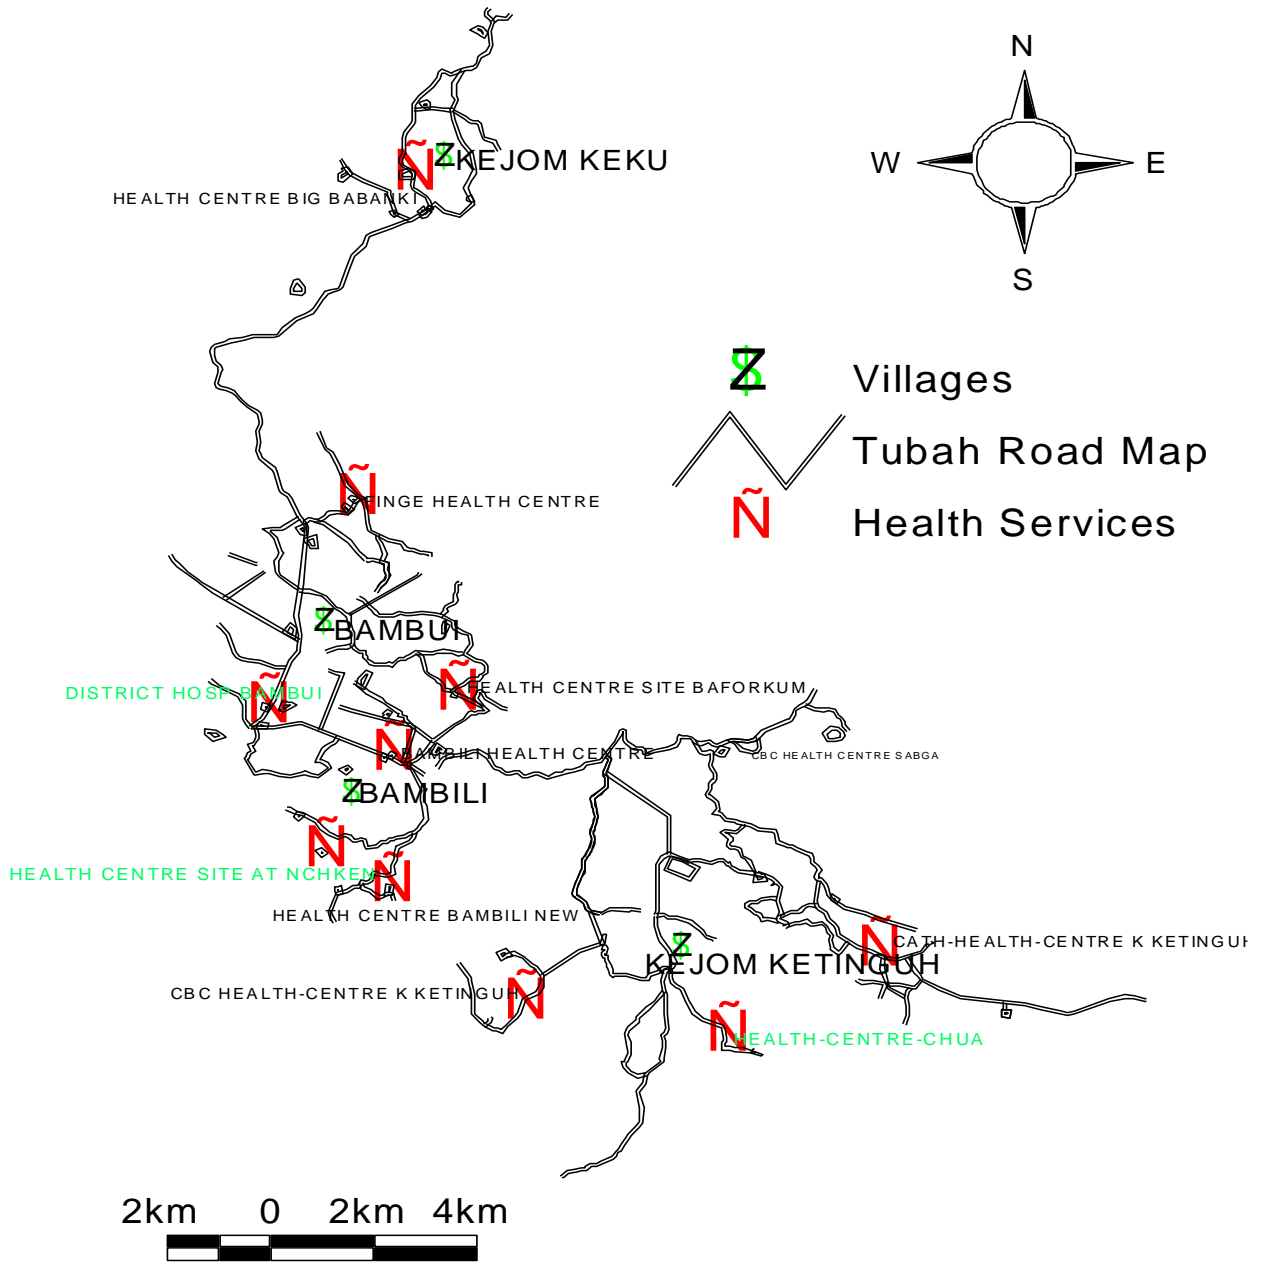 N
W E
S
KEJOM KEKU
HEALTH CENTRE BIG BABANKI
Villages
Tubah Road Map
Health Services
FINGE HEALTH CENTRE
BAMBUI
DISTRICT HOSP BAMBUI
HEALTH CENTRE SITE BAFORKUM
BAMBILI HEALTH CENTRE
CBC HEALTH CENTRE SABGA
BAMBILI
HEALTH CENTRE SITE AT NCHKEN
HEALTH CENTRE BAMBILI NEW
CATH-HEALTH-CENTRE K KETINGUH
KEJOM KETINGUH
CBC HEALTH-CENTRE K KETINGUH
HEALTH-CENTRE-CHUA
2km 0 2km 4km